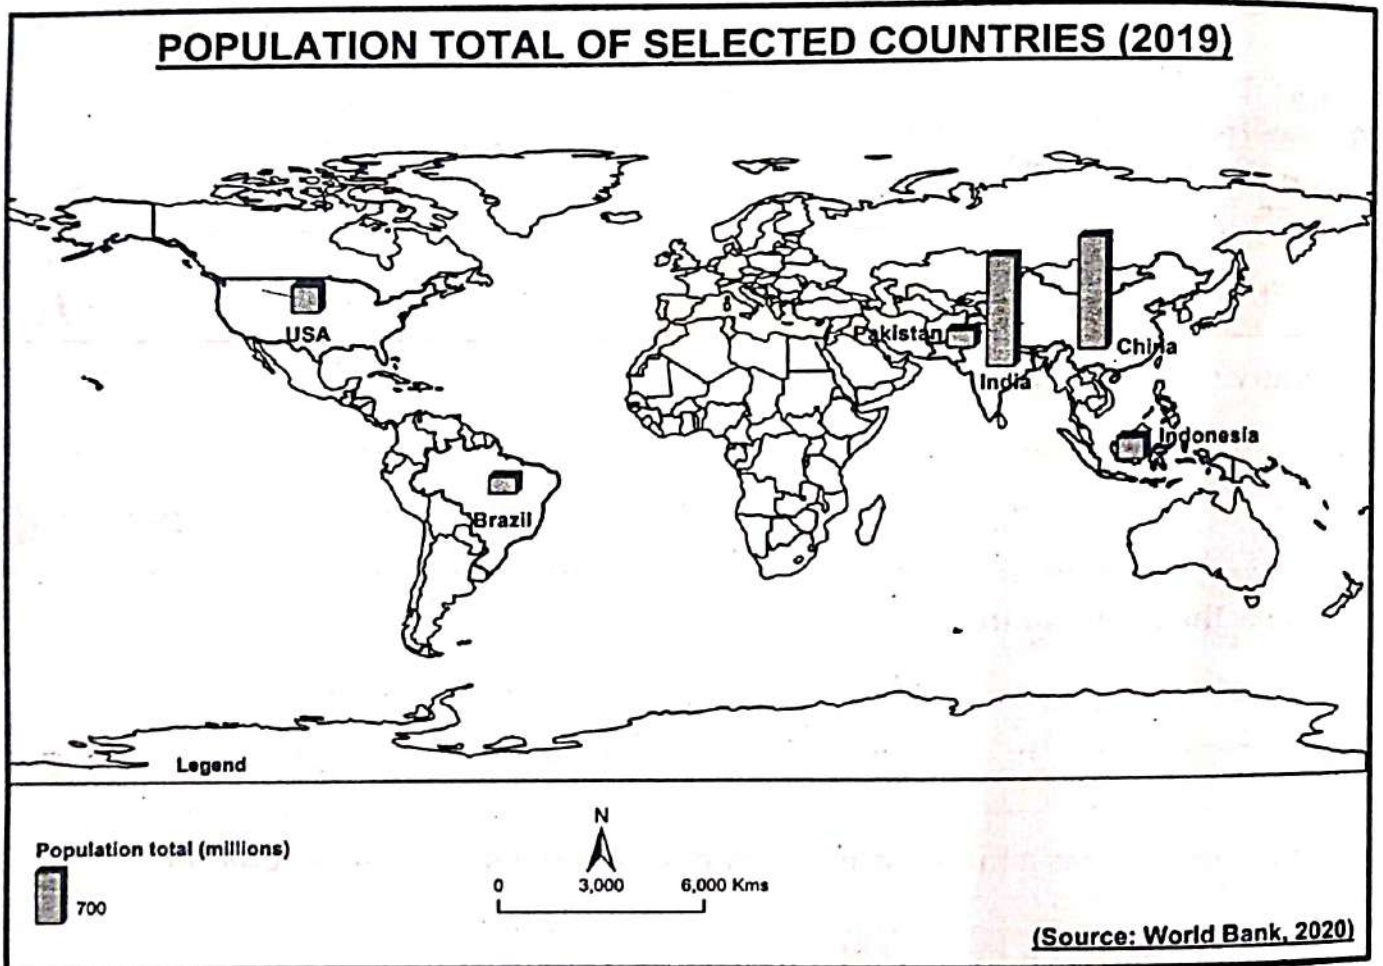 POPULATION TOTAL OF SELECTED COUNTRIES (2019)
USA
Pakistan
China
India
Indonesia
Brazil
Legend
Population total (millions)
700
N
0 3,000 6,000 Kms
(Source: World Bank, 2020)